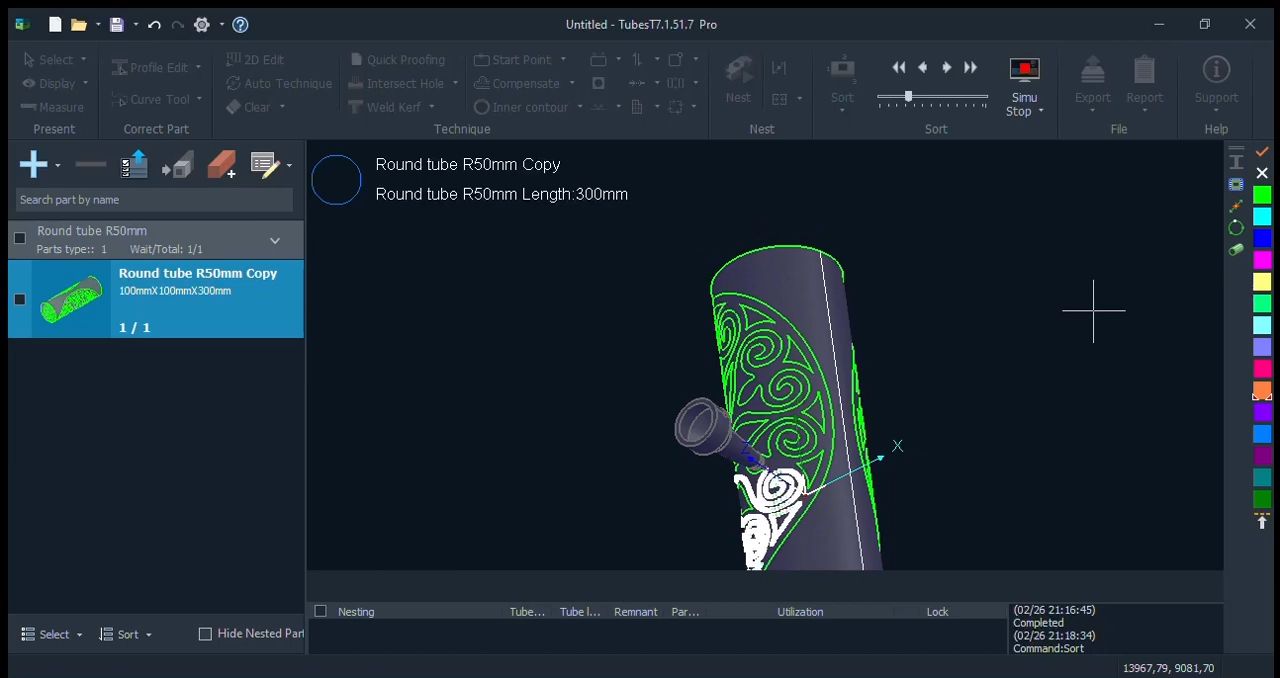 Untitled - TubesT7.1.51.7 Pro
Select
Display
Measure
Present
Profile Edit
Curve Tool
Correct Part
2D Edit
Auto Technique
Clear
Quick Proofing
Intersect Hole
Weld Kerf
Start Point
Compensate
Inner contour
Technique
Nest
Nest
Sort
Sort
Simu
Stop
Export
Report
File
Support
Help
Search part by name
Round tube R50mm
Parts type:: 1 Wait/Total: 1/1
Round tube R50mm Copy
100mmX100mmX300mm
1 / 1
Round tube R50mm Copy
Round tube R50mm Length:300mm
X
Z
Select
Sort
Hide Nested Part
Nesting Tube... Tube l... Remnant Par... Utilization Lock
(02/26 21:16:45)
Completed
(02/26 21:18:34)
Command:Sort
13967,79, 9081,70